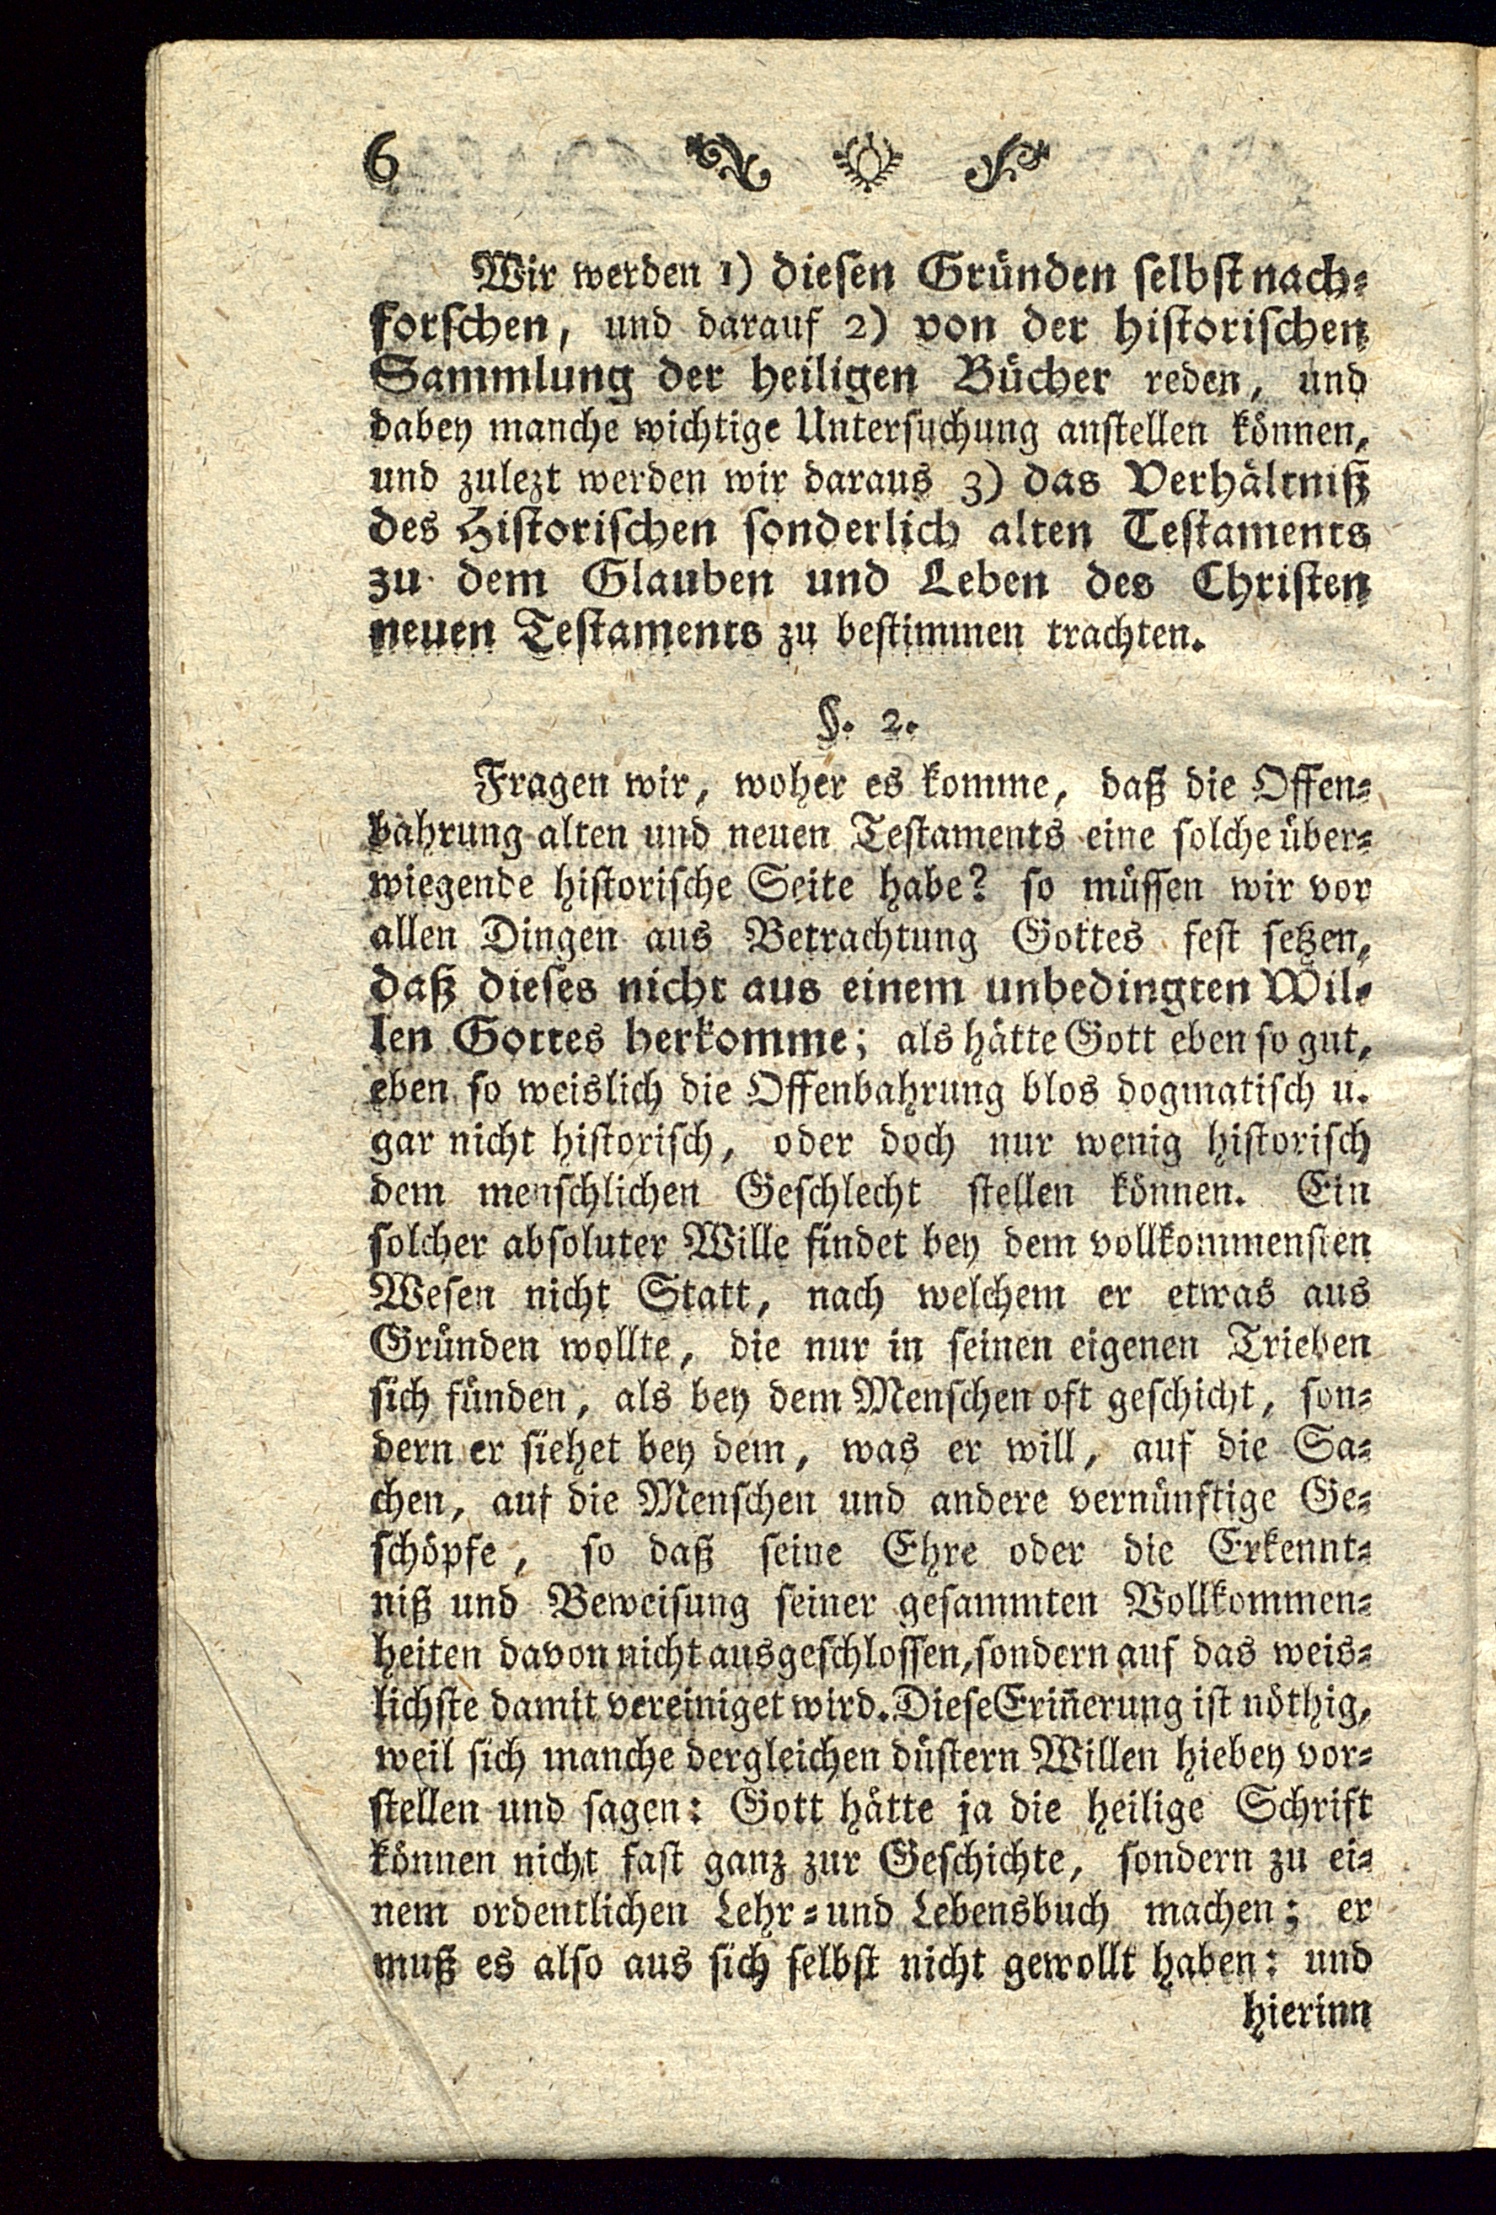 6
Wir werden 1) diesen Gründen selbst nach-
forschen, und darauf 2) von der historischen
Sammlung der heiligen Bücher reden, und
dabey manche wichtige Untersuchung anstellen können,
und zulezt werden wir daraus 3) das Verhältniß
des Historischen sonderlich alten Testaments
zu dem Glauben und Leben des Christen
neuen Testaments zu bestimmen trachten.
§. 2.
Fragen wir, woher es komme, daß die Offen-
bahrung alten und neuen Testaments eine solche über-
wiegende historische Seite habe? so müssen wir vor
allen Dingen aus Betrachtung Gottes fest setzen,
daß dieses nicht aus einem unbedingten Wil-
len Gottes herkomme; als hätte Gott eben so gut,
eben so weislich die Offenbahrung blos dogmatisch u.
gar nicht historisch, oder doch nur wenig historisch
dem menschlichen Geschlecht stellen können. Ein
solcher absoluter Wille findet bey dem vollkommensten
Wesen nicht Statt, nach welchem er etwas aus
Gründen wollte, die nur in seinen eigenen Trieben
sich fünden, als bey dem Menschen oft geschicht, son-
dern er siehet bey dem, was er will, auf die Sa-
chen, auf die Menschen und andere vernünftige Ge-
schöpfe, so daß seine Ehre oder die Erkennt-
niß und Beweisung seiner gesammten Vollkommen-
heiten davon nicht ausgeschlossen, sondern auf das weis-
lichste damit vereiniget wird. Diese Eriñerung ist nöthig,
weil sich manche dergleichen düstern Willen hiebey vor-
stellen und sagen: Gott hätte ja die heilige Schrift
können nicht fast ganz zur Geschichte, sondern zu ei-
nem ordentlichen Lehr- und Lebensbuch machen; er
muß es also aus sich selbst nicht gewollt haben: und
hierinn